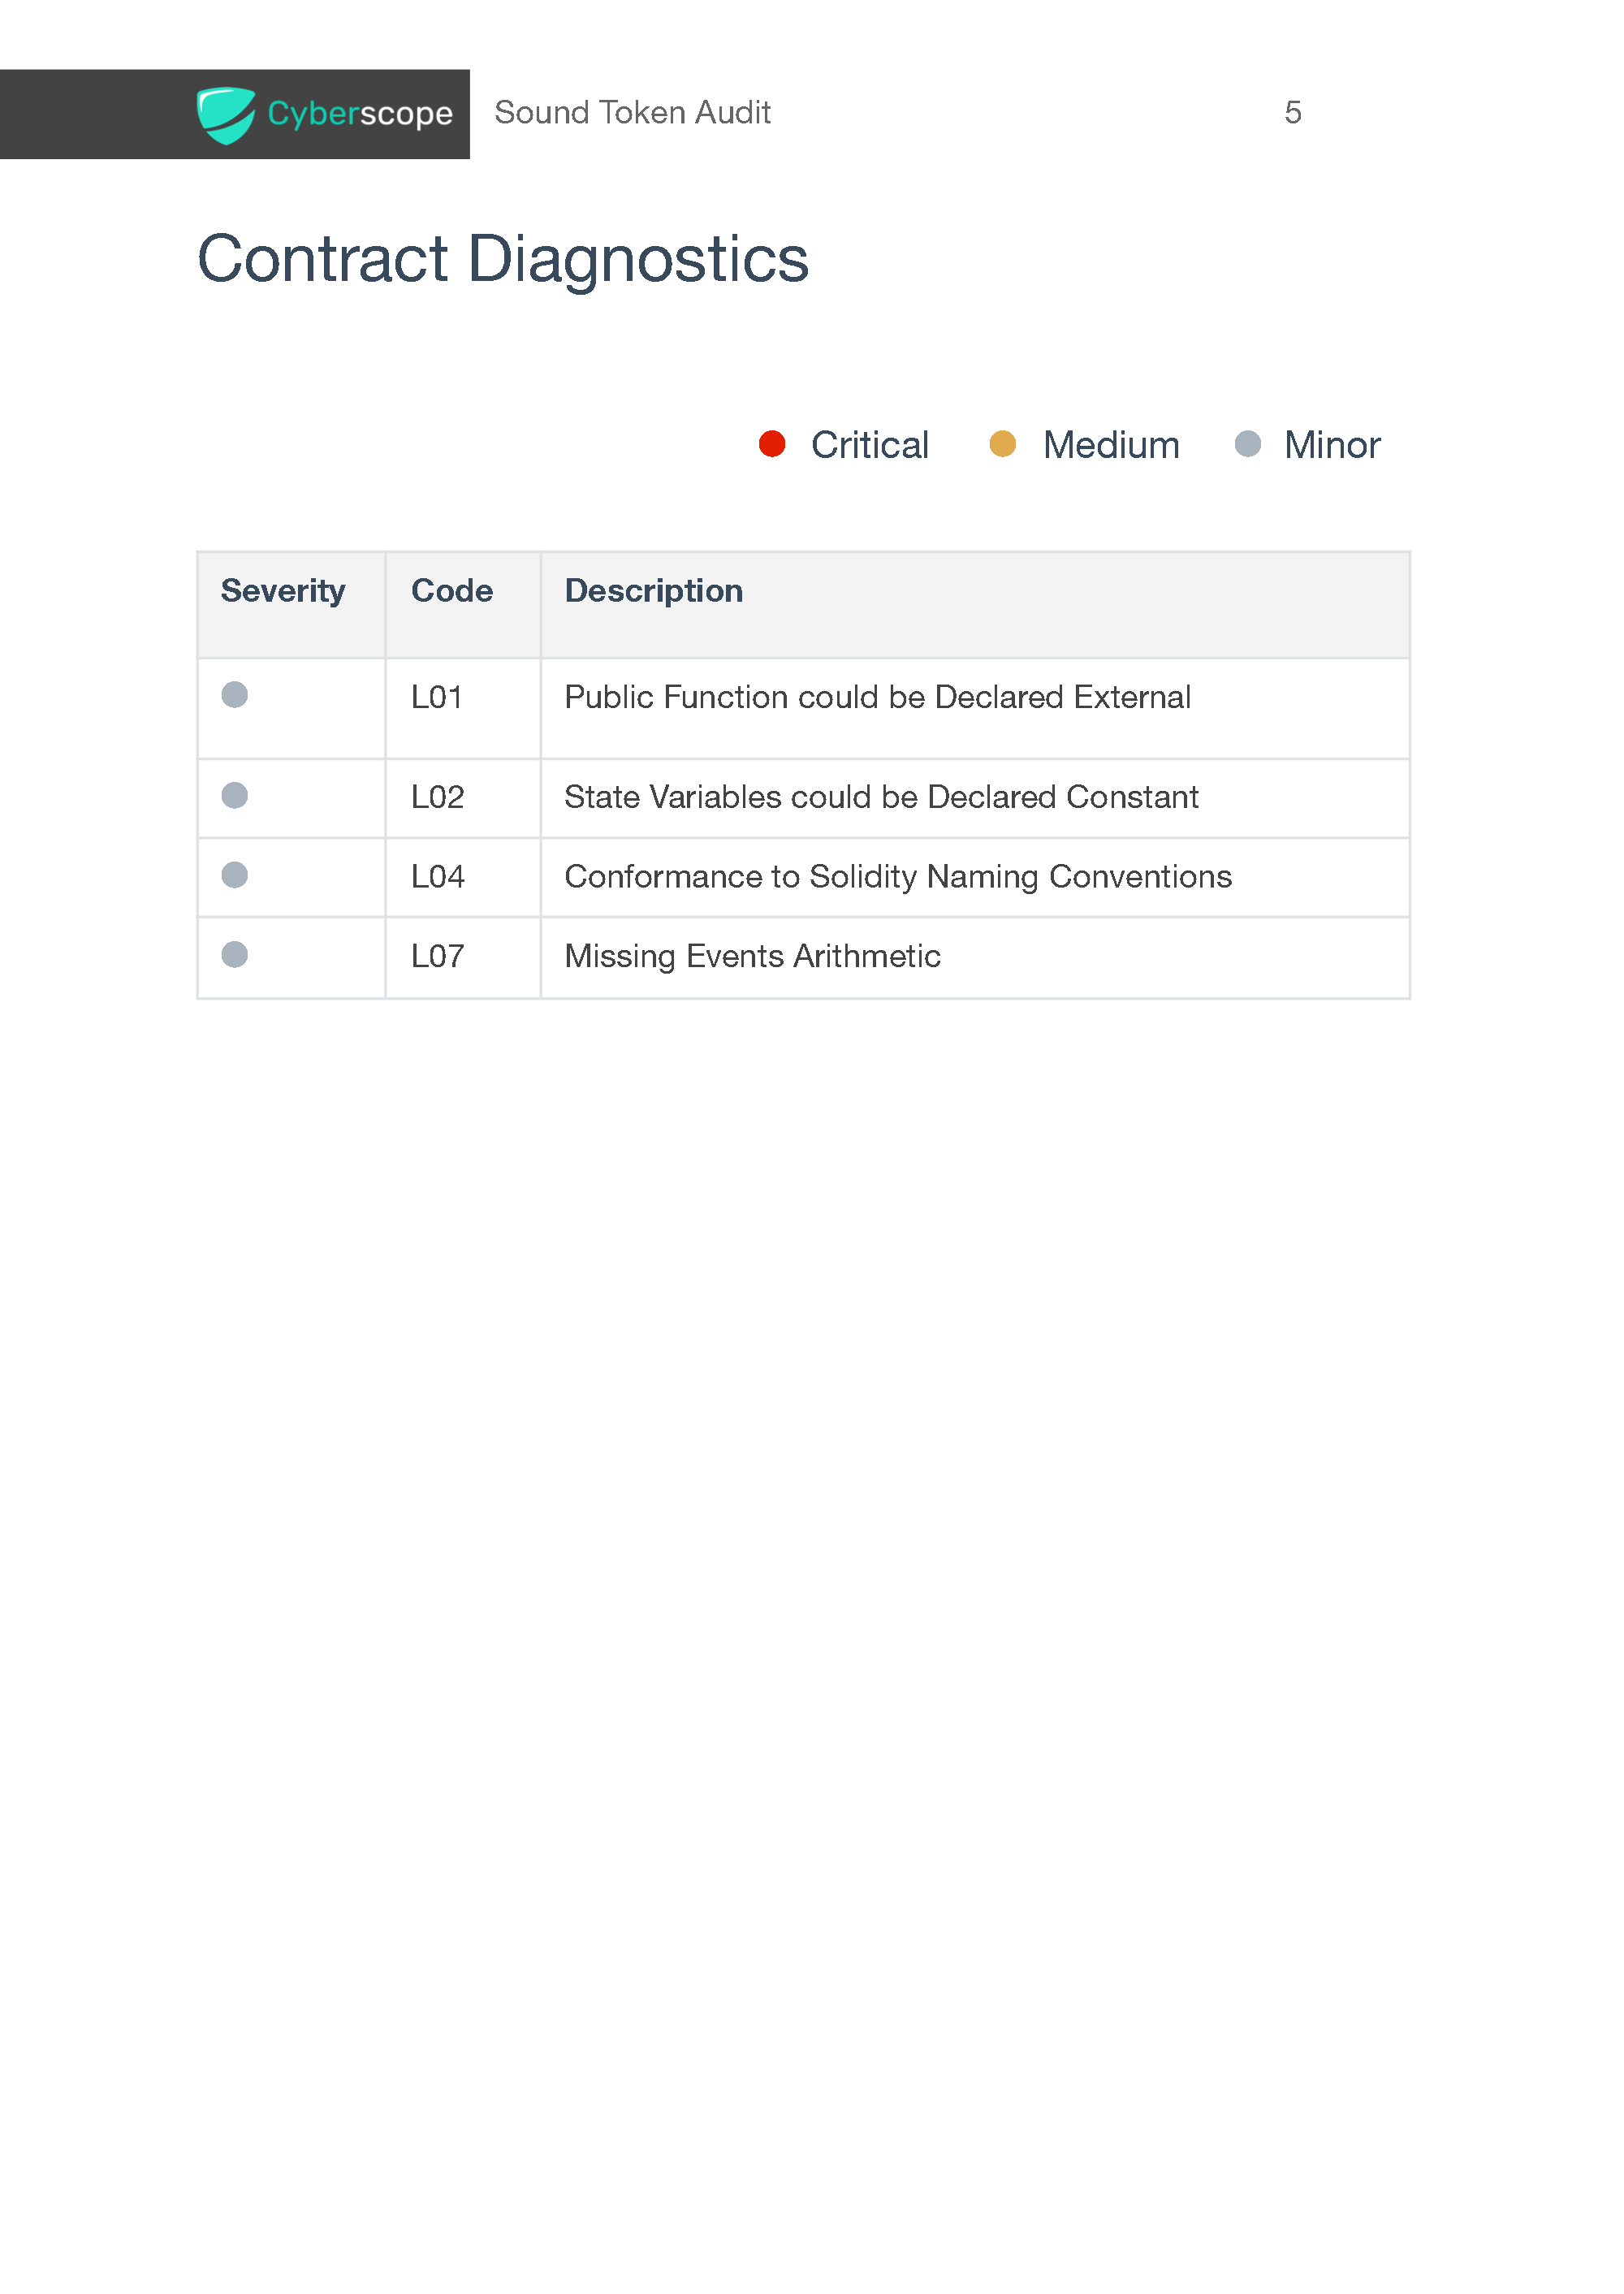 Cyberscope Sound Token Audit 5
Contract Diagnostics
Critical Medium Minor
Severity Code Description
L01 Public Function could be Declared External
L02 State Variables could be Declared Constant
L04 Conformance to Solidity Naming Conventions
L07 Missing Events Arithmetic